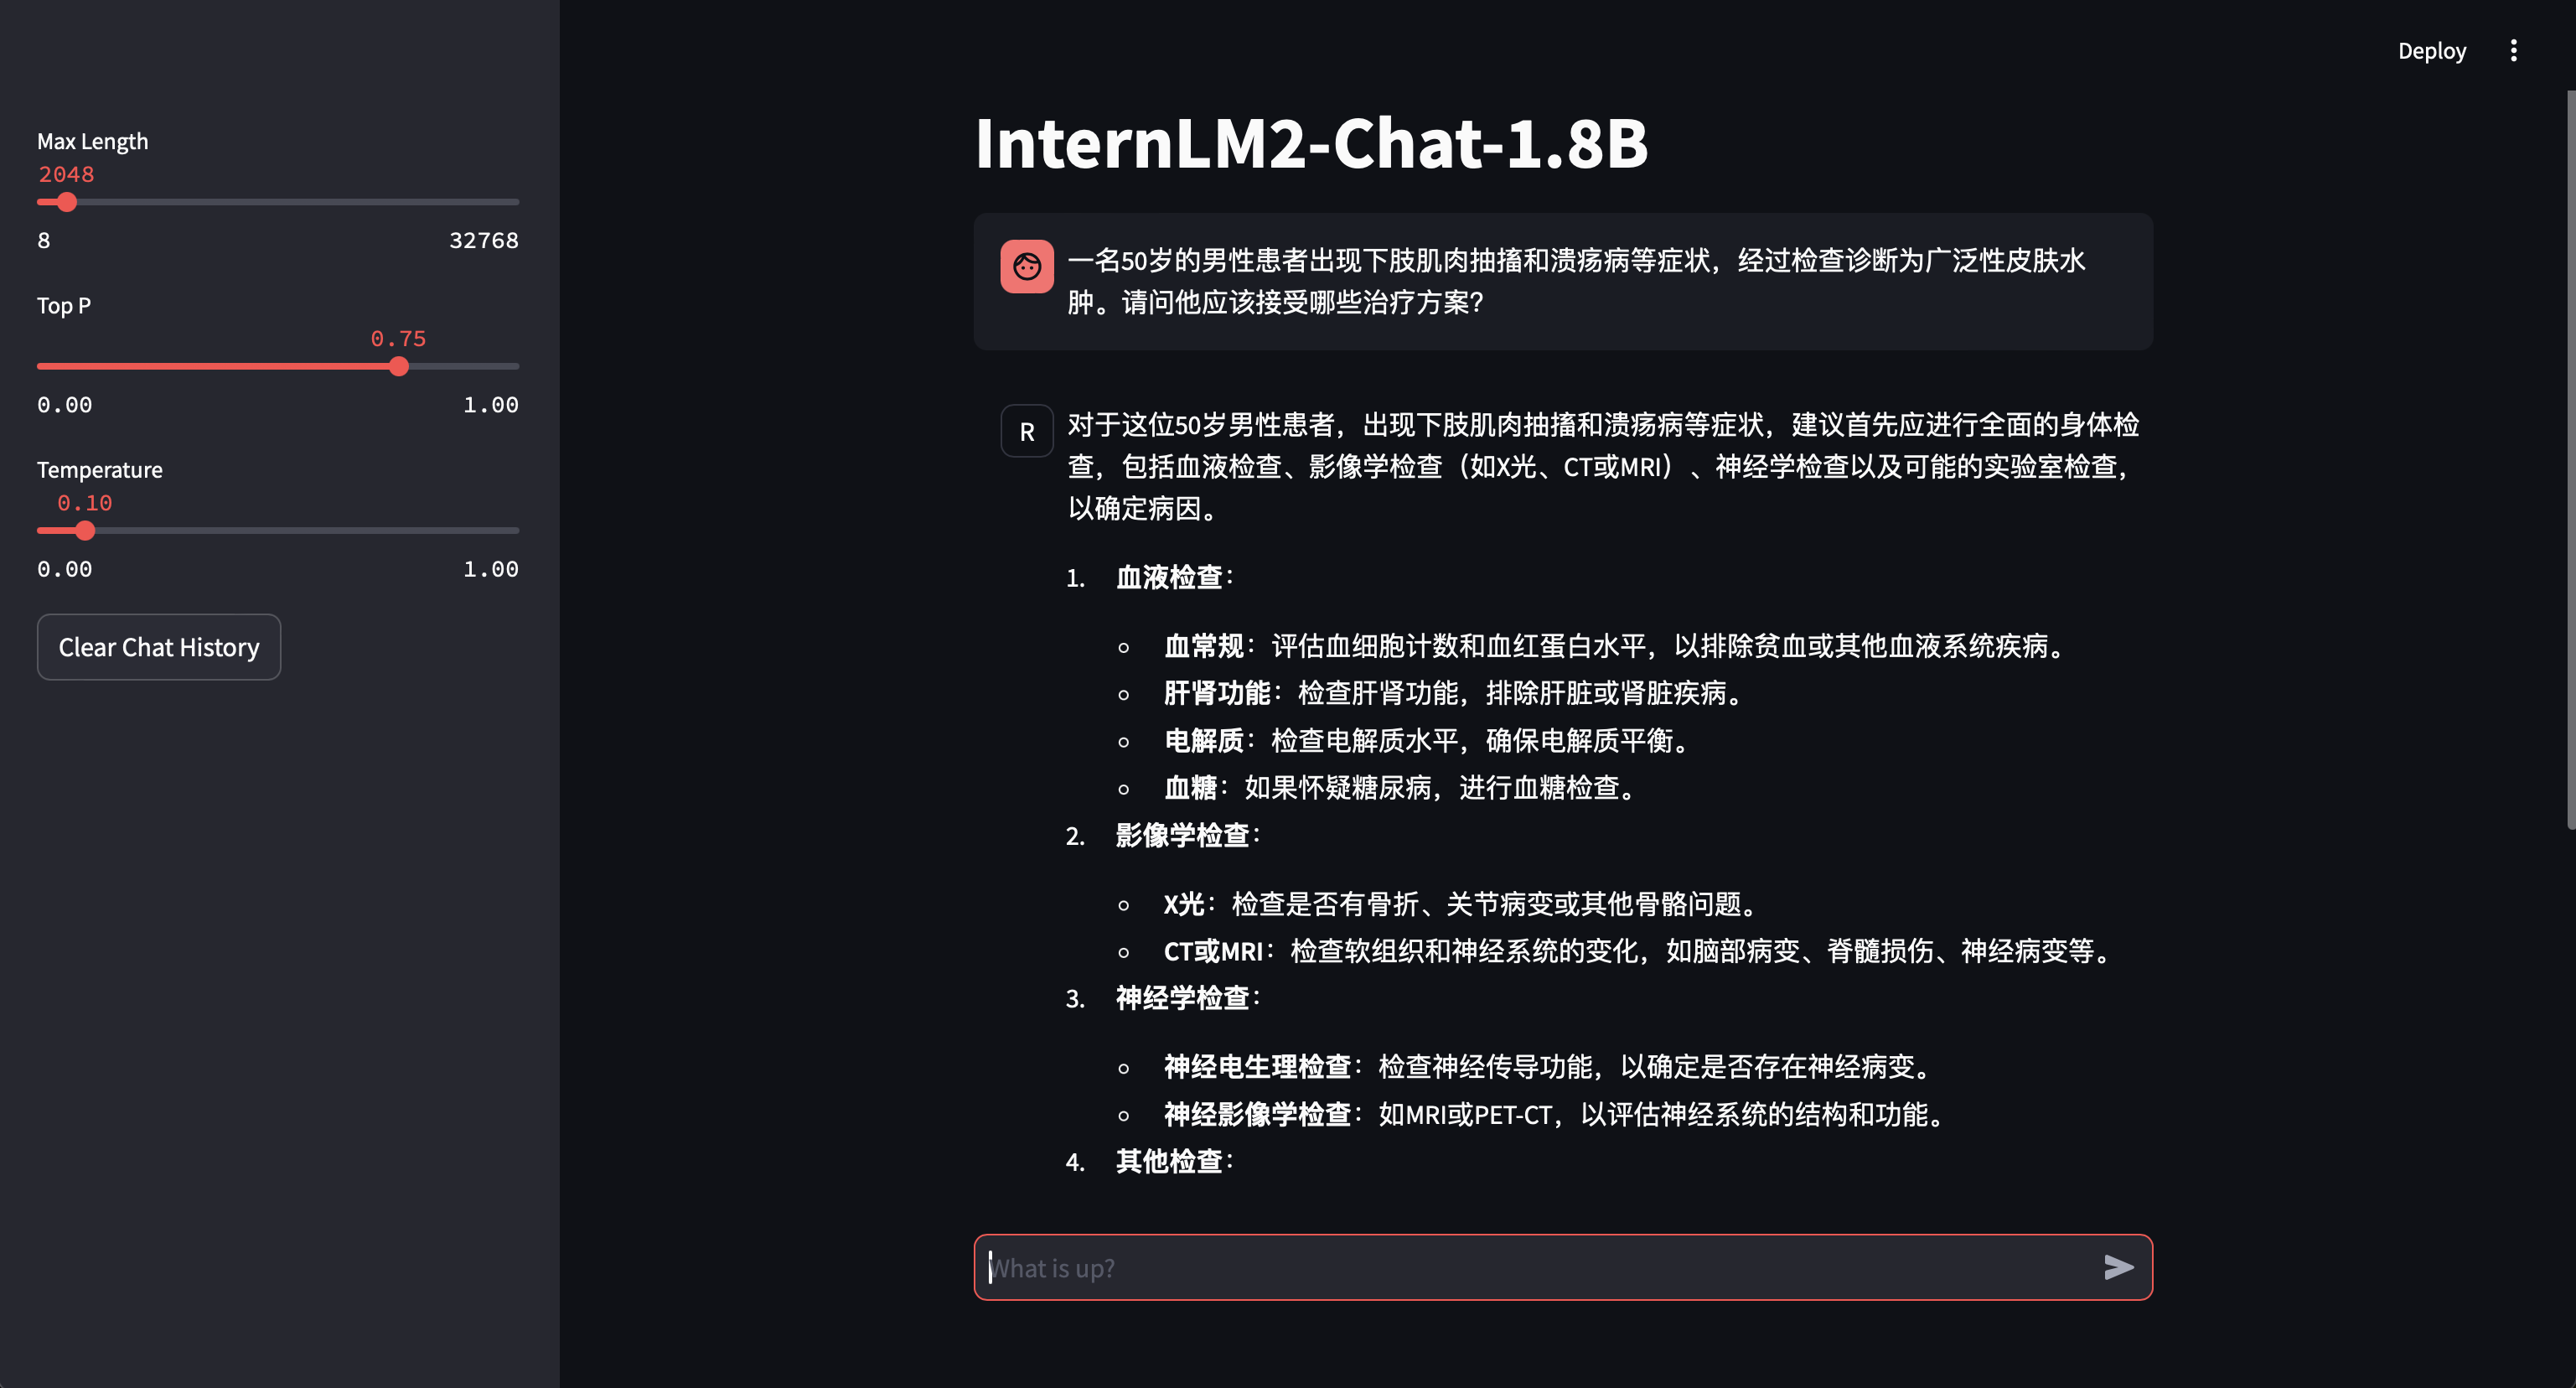 Deploy
Max Length
2048
8 32768
Top P
0.75
0.00 1.00
Temperature
0.10
0.00 1.00
Clear Chat History
InternLM2-Chat-1.8B
一名50岁的男性患者出现下肢肌肉抽搐和溃疡病等症状，经过检查诊断为广泛性皮肤水
肿。请问他应该接受哪些治疗方案?
R
对于这位50岁男性患者，出现下肢肌肉抽搐和溃疡病等症状，建议首先应进行全面的身体检
查，包括血液检查、影像学检查（如X光、CT或MRI）、神经学检查以及可能的实验室检查，
以确定病因。
1. 血液检查：
血常规：评估血细胞计数和血红蛋白水平，以排除贫血或其他血液系统疾病。
肝肾功能：检查肝肾功能，排除肝脏或肾脏疾病。
电解质：检查电解质水平，确保电解质平衡。
血糖：如果怀疑糖尿病，进行血糖检查。
2. 影像学检查：
X光：检查是否有骨折、关节病变或其他骨骼问题。
CT或MRI：检查软组织和神经系统的变化，如脑部病变、脊髓损伤、神经病变等。
3. 神经学检查：
神经电生理检查：检查神经传导功能，以确定是否存在神经病变。
神经影像学检查：如MRI或PET-CT，以评估神经系统的结构和功能。
4. 其他检查：
What is up?